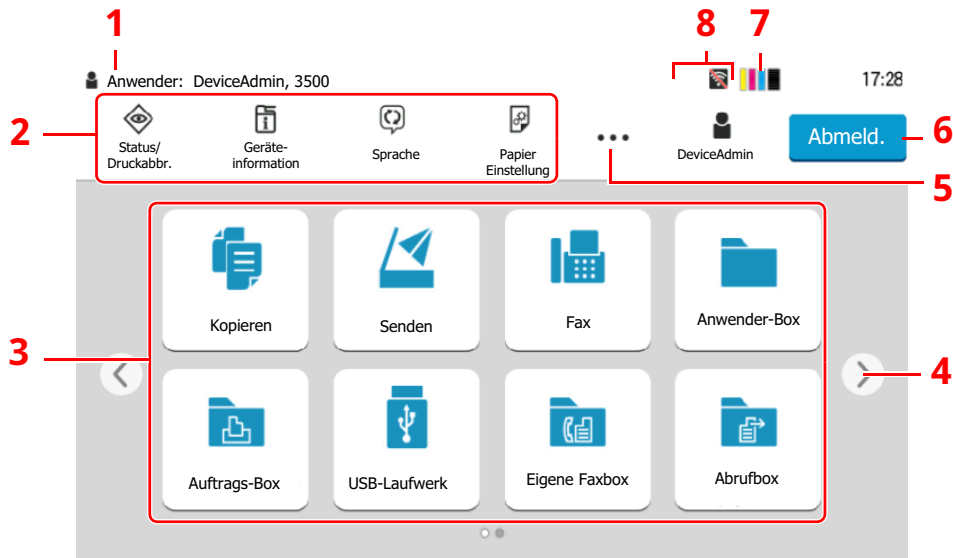 1
8
7
Anwender: DeviceAdmin, 3500
17:28
2
Status/
Druckabbr.
Geräte-
information
Sprache
Papier
Einstellung
DeviceAdmin
Abmeld.
6
5
Kopieren
Senden
Fax
Anwender-Box
3
4
Auftrags-Box
USB-Laufwerk
Eigene Faxbox
Abrufbox